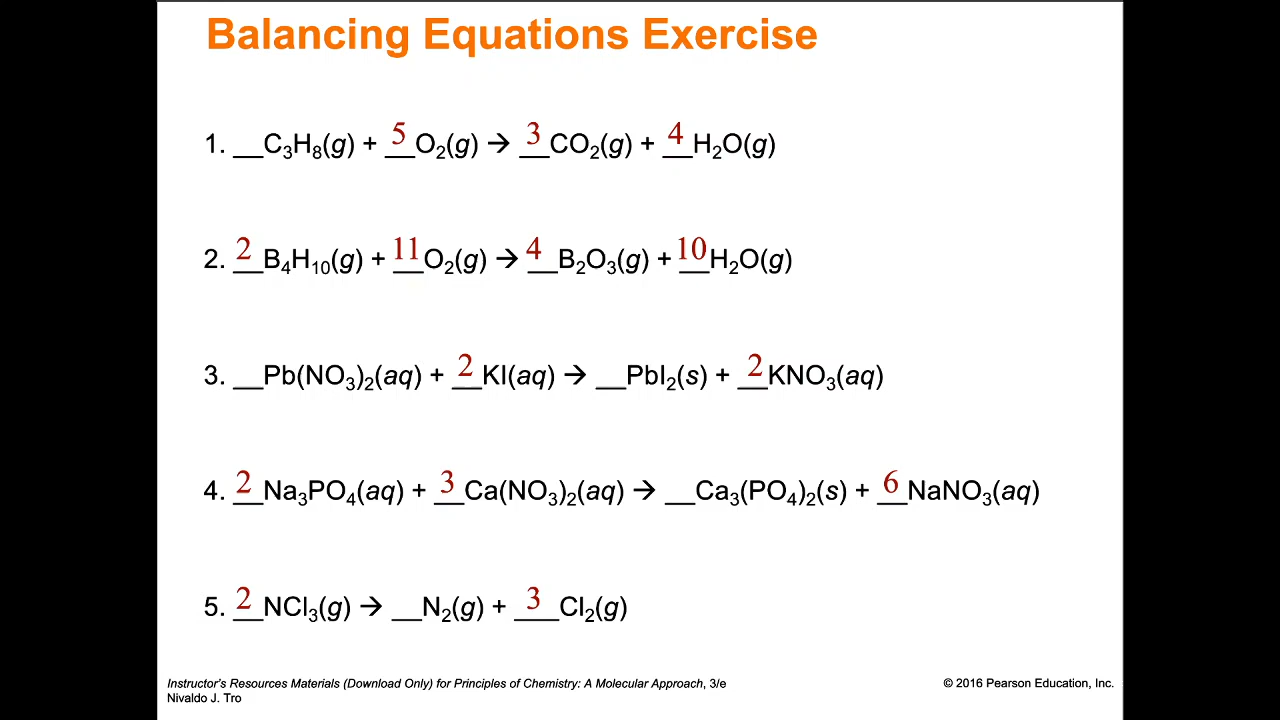 Balancing Equations Exercise
1. __C₃H₈(g) + 5 O₂(g) → 3 CO₂(g) + 4 H₂O(g)
2. 2 B₄H₁₀(g) + 11 O₂(g) → 4 B₂O₃(g) + 10 H₂O(g)
3. __Pb(NO₃)₂(aq) + 2 KI(aq) → __PbI₂(s) + 2 KNO₃(aq)
4. 2 Na₃PO₄(aq) + 3 Ca(NO₃)₂(aq) → __Ca₃(PO₄)₂(s) + 6 NaNO₃(aq)
5. 2 NCl₃(g) → __N₂(g) + 3 Cl₂(g)
Instructor's Resources Materials (Download Only) for Principles of Chemistry: A Molecular Approach, 3/e
Nivaldo J. Tro
© 2016 Pearson Education, Inc.